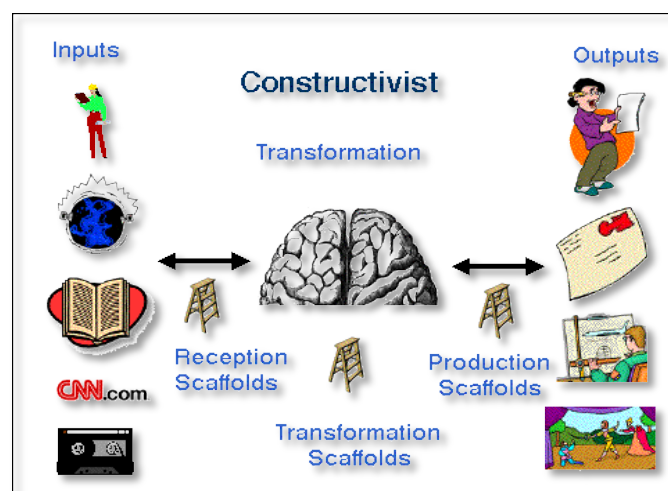 Inputs
Outputs
Constructivist
Transformation
Reception
Scaffolds
Production
Scaffolds
CNN.com
Transformation
Scaffolds